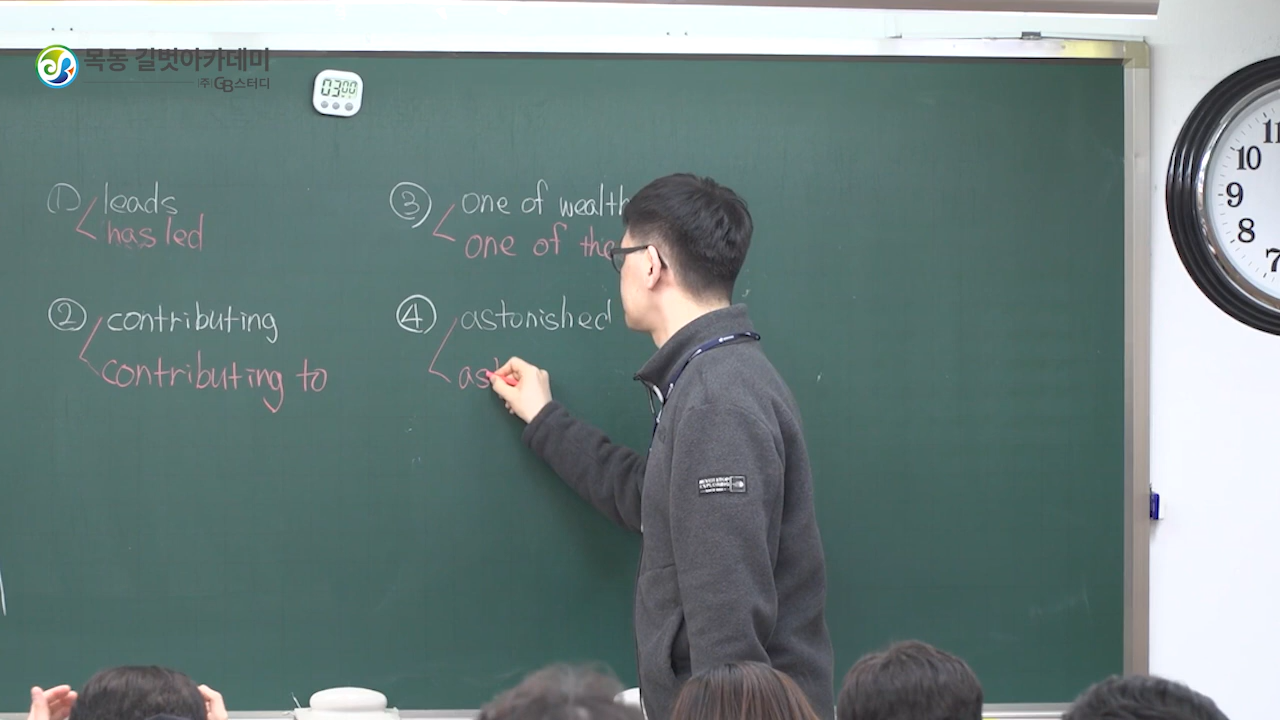 목동 길벗아카데미
(주)GB스터디
03:00
① leads
has led
② contributing
contributing to
③ one of wealth
one of the
④ astonished
as
11
10
9
8
7